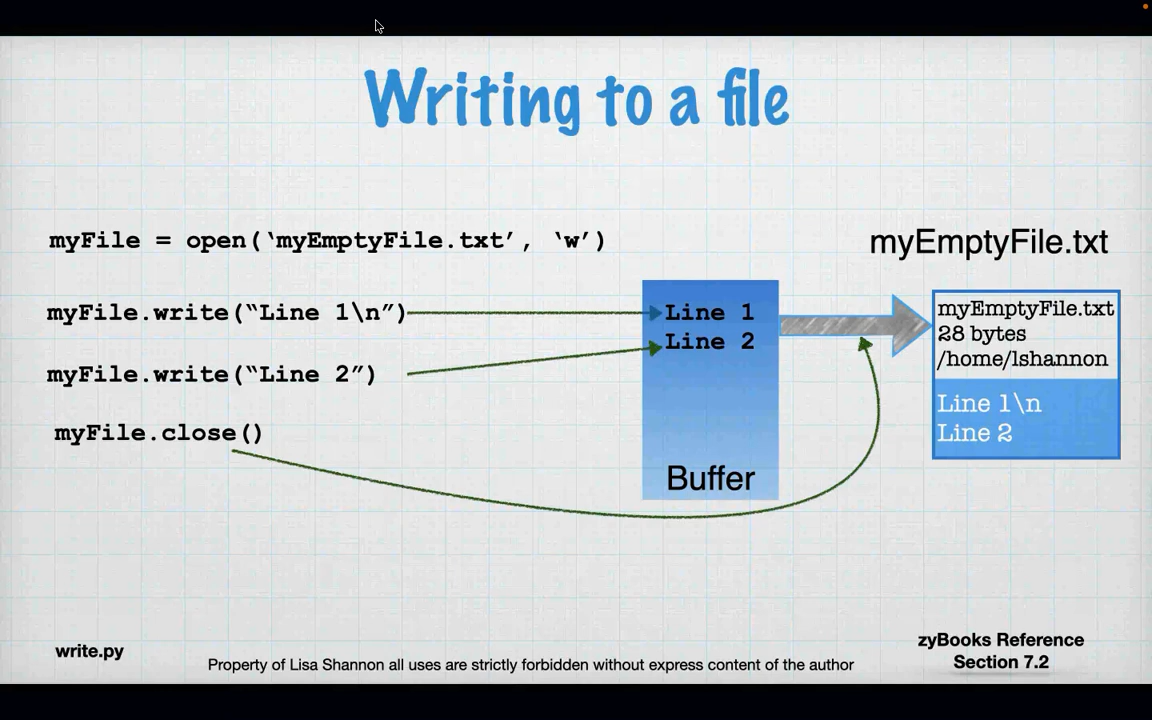 Writing to a file
myFile = open(‘myEmptyFile.txt’, ‘w’)
myEmptyFile.txt
myFile.write(“Line 1\n”)
myFile.write(“Line 2”)
myFile.close()
Line 1
Line 2
Buffer
myEmptyFile.txt
28 bytes
/home/lshannon
Line 1\n
Line 2
write.py
Property of Lisa Shannon all uses are strictly forbidden without express content of the author
zyBooks Reference
Section 7.2